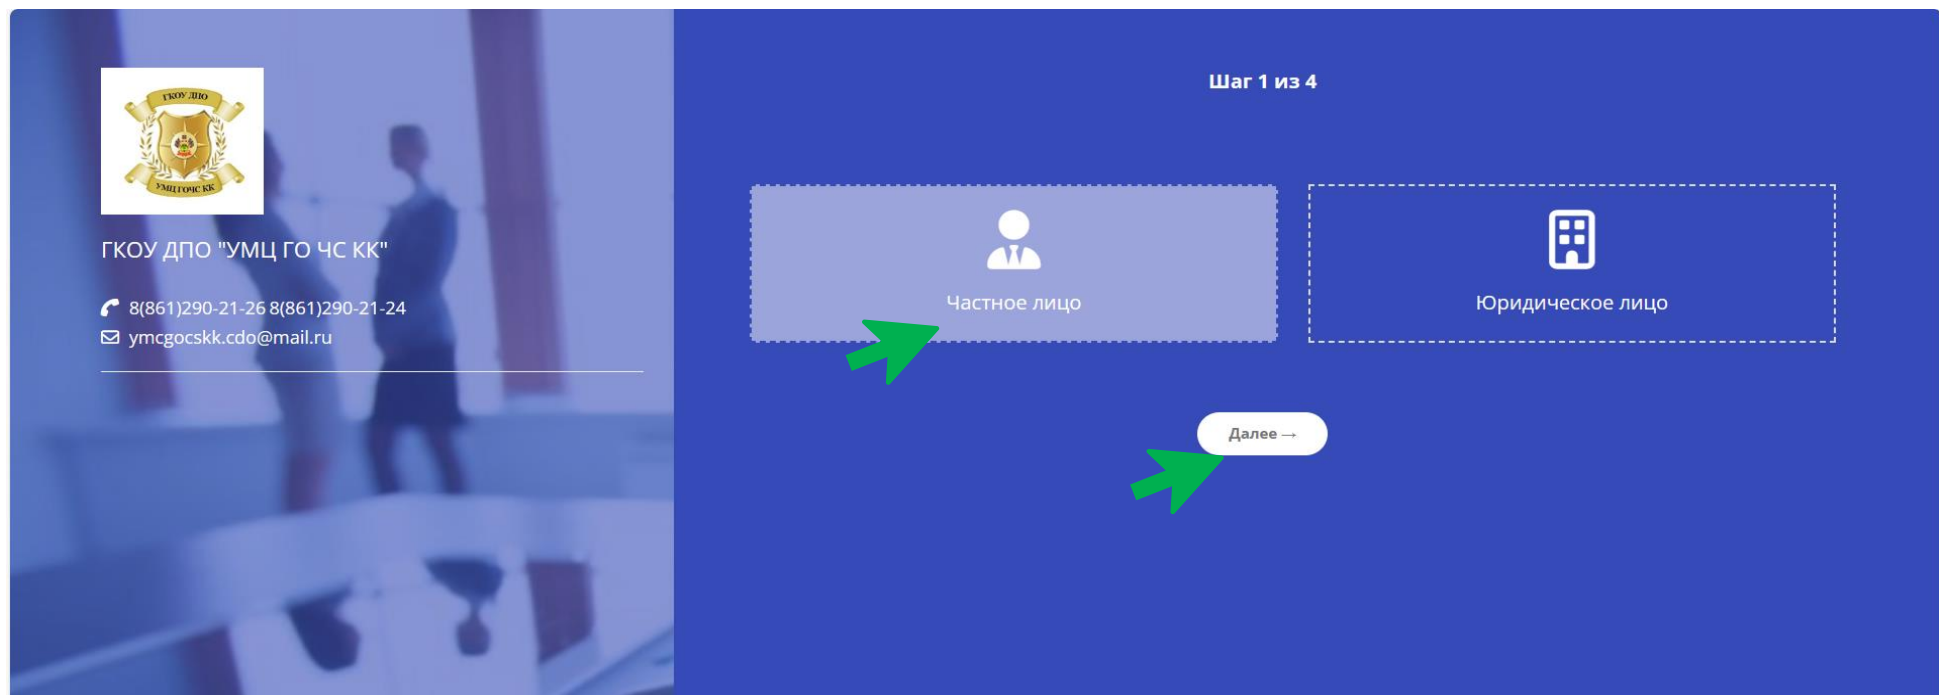 ГКОУ ДПО
УМЦ ГОЧС КК
ГКОУ ДПО "УМЦ ГО ЧС КК"
8(861)290-21-26 8(861)290-21-24
ymcgocskk.cdo@mail.ru
Шаг 1 из 4
Частное лицо
Юридическое лицо
Далее →